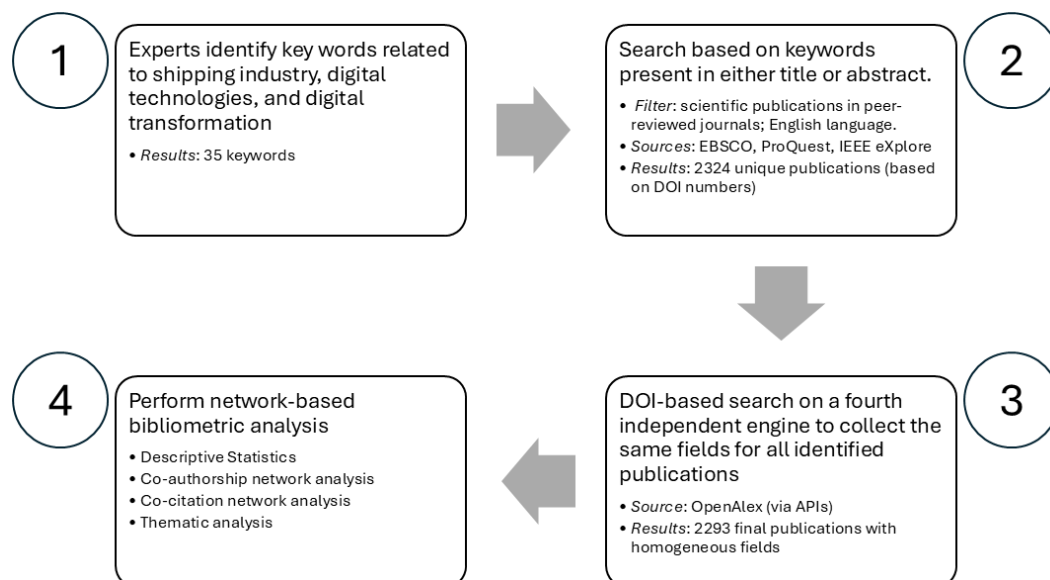 1
Experts identify key words related
to shipping industry, digital
technologies, and digital
transformation
• Results: 35 keywords
2
Search based on keywords
present in either title or abstract.
• Filter: scientific publications in peer-
reviewed journals; English language.
• Sources: EBSCO, ProQuest, IEEE eXplore
• Results: 2324 unique publications (based
on DOI numbers)
3
DOI-based search on a fourth
independent engine to collect the
same fields for all identified
publications
• Source: OpenAlex (via APIs)
• Results: 2293 final publications with
homogeneous fields
4
Perform network-based
bibliometric analysis
• Descriptive Statistics
• Co-authorship network analysis
• Co-citation network analysis
• Thematic analysis